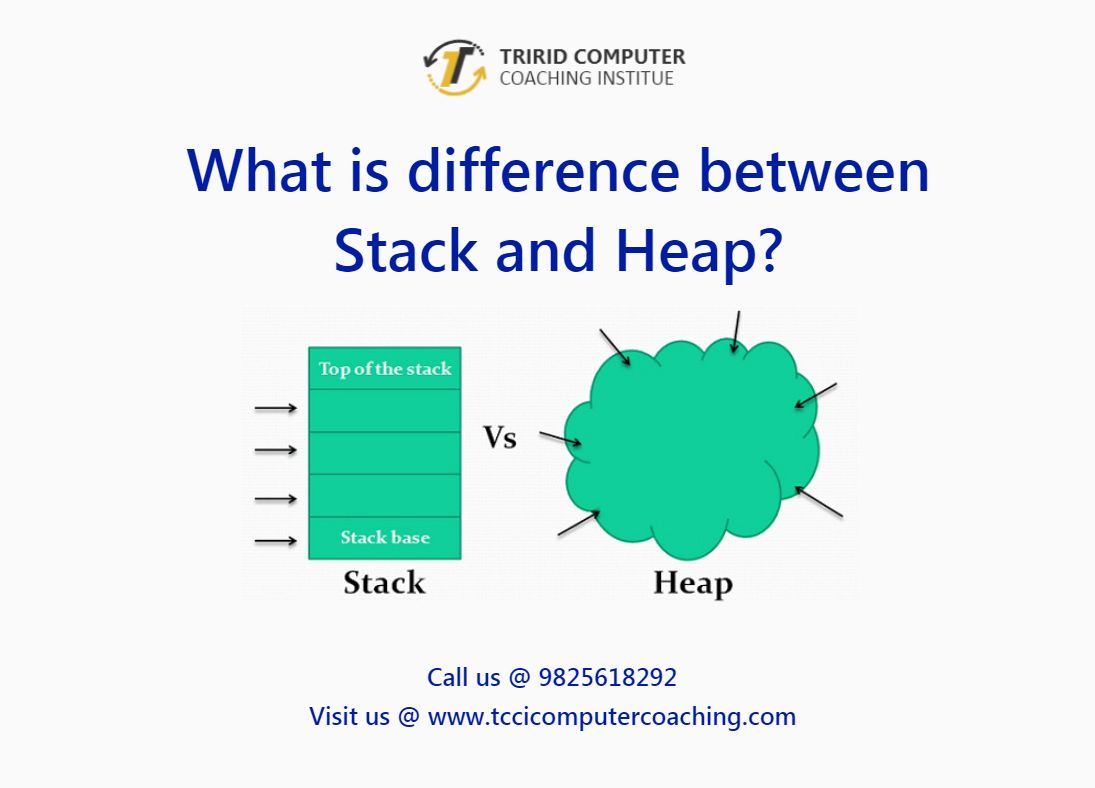 TRIRID COMPUTER
COACHING INSTITUE
What is difference between
Stack and Heap?
Top of the stack
Vs
Stack base
Stack
Heap
Call us @ 9825618292
Visit us @ www.tccicomputercoaching.com